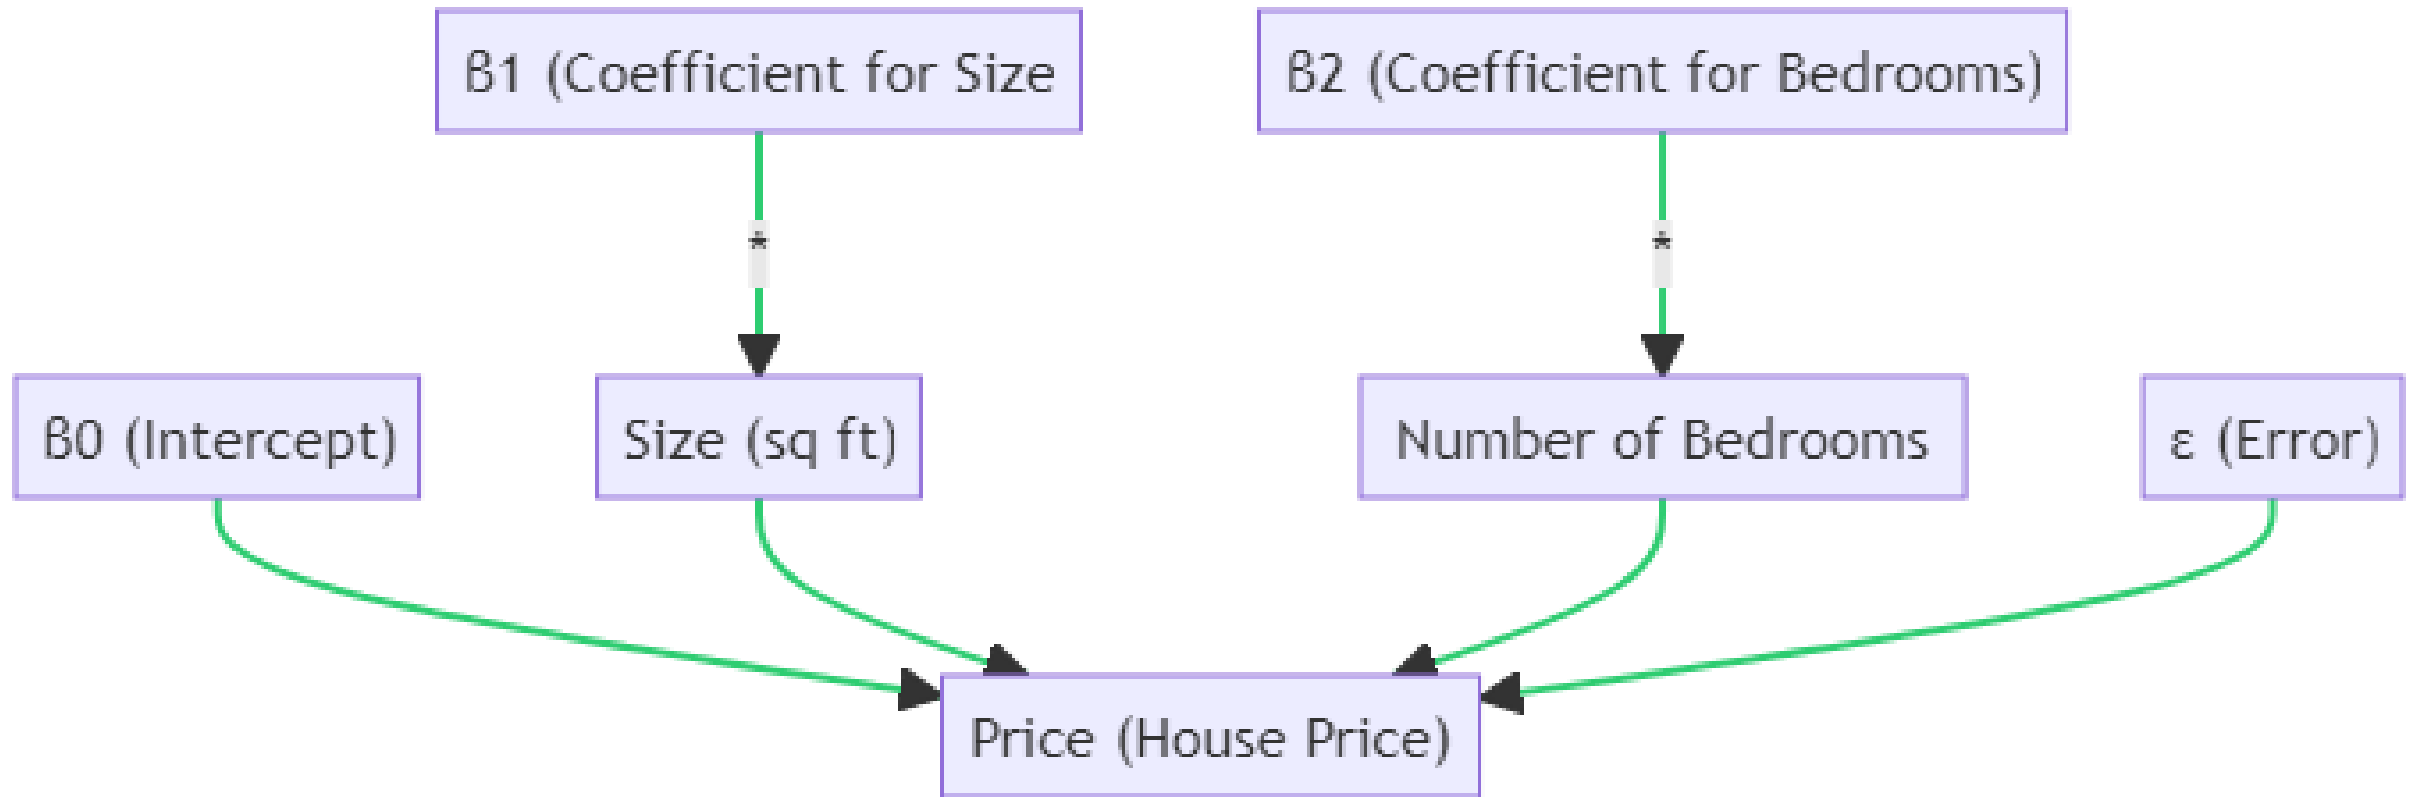 β1 (Coefficient for Size
β2 (Coefficient for Bedrooms)
*
*
β0 (Intercept)
Size (sq ft)
Number of Bedrooms
ε (Error)
Price (House Price)